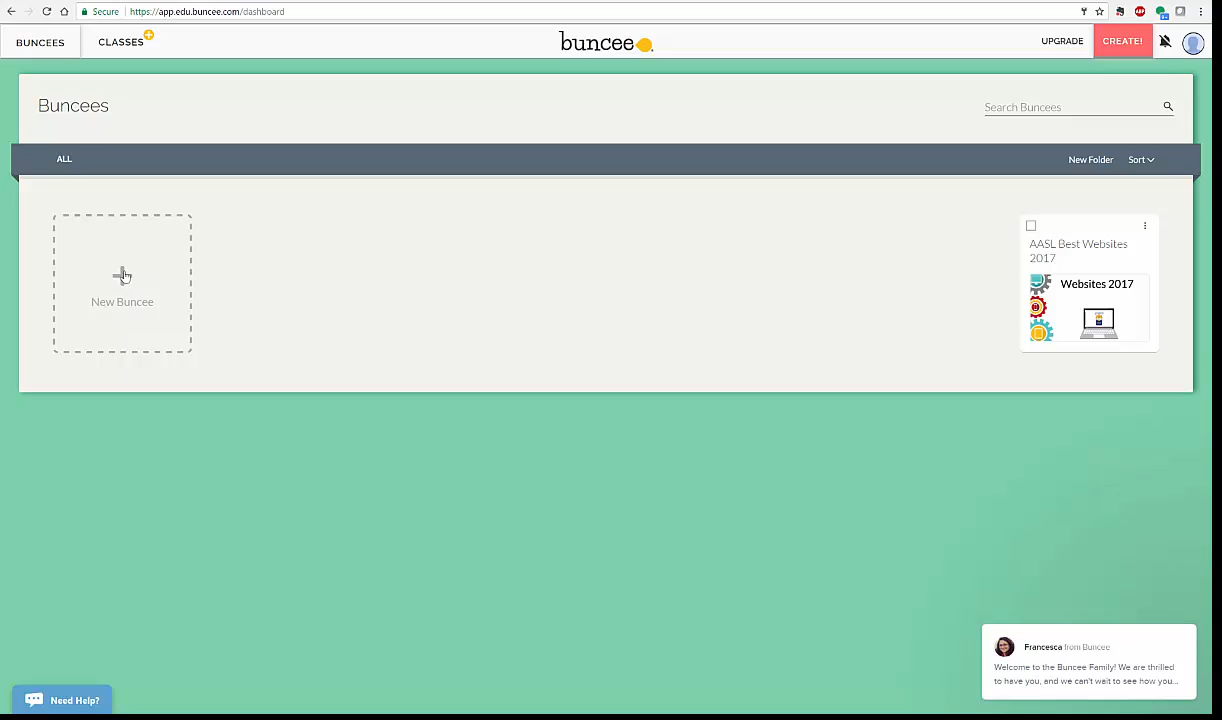 Secure
https://app.edu.buncee.com/dashboard
BUNCEES
CLASSES
buncee
UPGRADE
CREATE!
Buncees
Search Buncees
ALL
New Folder
Sort
New Buncee
AASL Best Websites
2017
Websites 2017
Francesca from Buncee
Welcome to the Buncee Family! We are thrilled
to have you, and we can't wait to see how you...
Need Help?